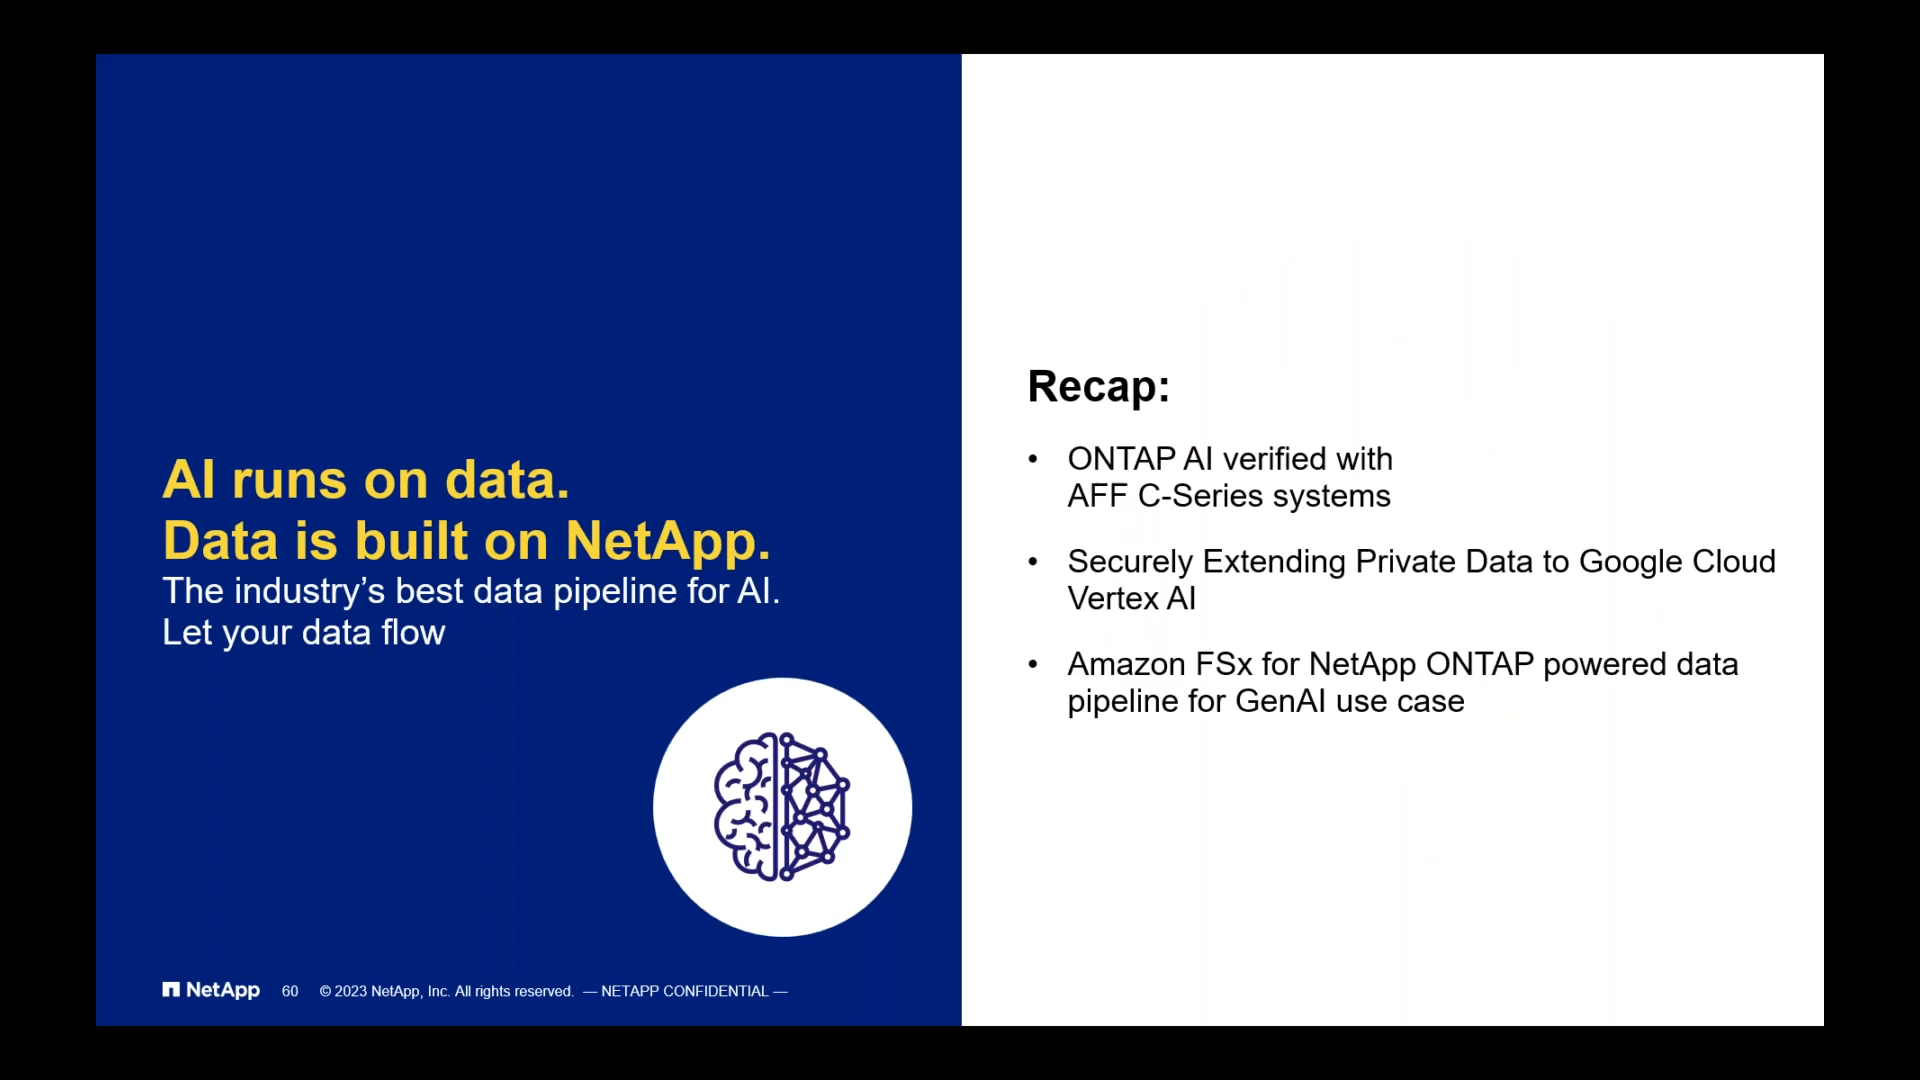 AI runs on data.
Data is built on NetApp.
The industry’s best data pipeline for AI.
Let your data flow
Recap:
• ONTAP AI verified with
AFF C-Series systems
• Securely Extending Private Data to Google Cloud
Vertex AI
• Amazon FSx for NetApp ONTAP powered data
pipeline for GenAI use case
NetApp 60 © 2023 NetApp, Inc. All rights reserved. — NETAPP CONFIDENTIAL —